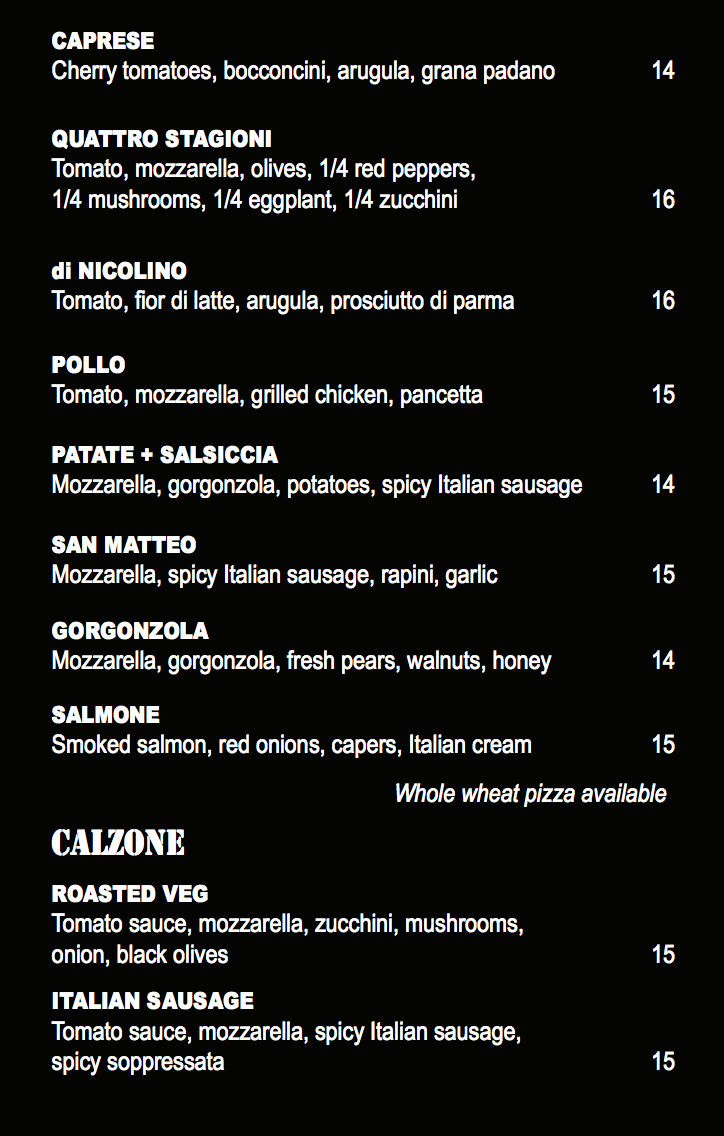 CAPRESE
Cherry tomatoes, bocconcini, arugula, grana padano 14
QUATTRO STAGIONI
Tomato, mozzarella, olives, 1/4 red peppers,
1/4 mushrooms, 1/4 eggplant, 1/4 zucchini 16
di NICOLINO
Tomato, fior di latte, arugula, prosciutto di parma 16
POLLO
Tomato, mozzarella, grilled chicken, pancetta 15
PATATE + SALSICCIA
Mozzarella, gorgonzola, potatoes, spicy Italian sausage 14
SAN MATTEO
Mozzarella, spicy Italian sausage, rapini, garlic 15
GORGONZOLA
Mozzarella, gorgonzola, fresh pears, walnuts, honey 14
SALMONE
Smoked salmon, red onions, capers, Italian cream 15
Whole wheat pizza available
CALZONE
ROASTED VEG
Tomato sauce, mozzarella, zucchini, mushrooms,
onion, black olives 15
ITALIAN SAUSAGE
Tomato sauce, mozzarella, spicy Italian sausage,
spicy soppressata 15